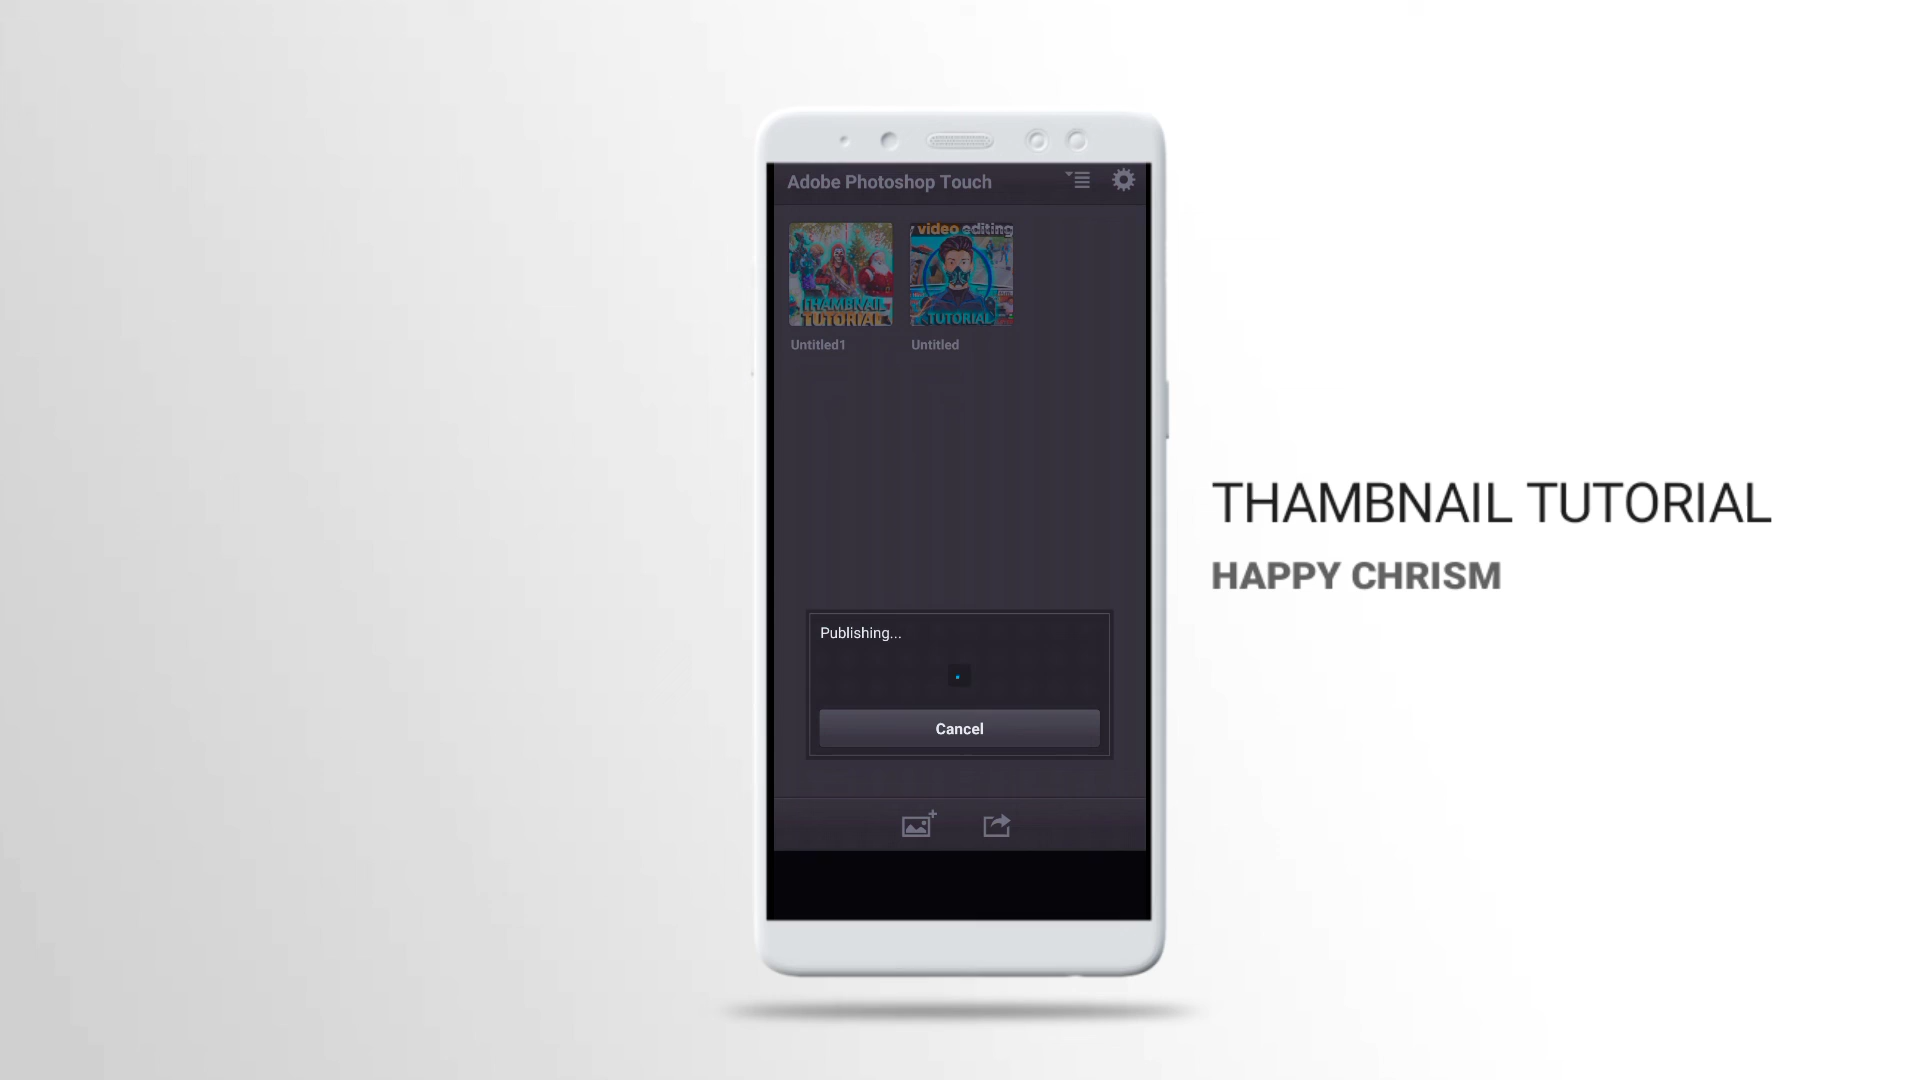 Adobe Photoshop Touch
video editing
THAMBNAIL
TUTORIAL
TUTORIAL
Untitled1
Untitled
THAMBNAIL TUTORIAL
HAPPY CHRISM
Publishing...
Cancel